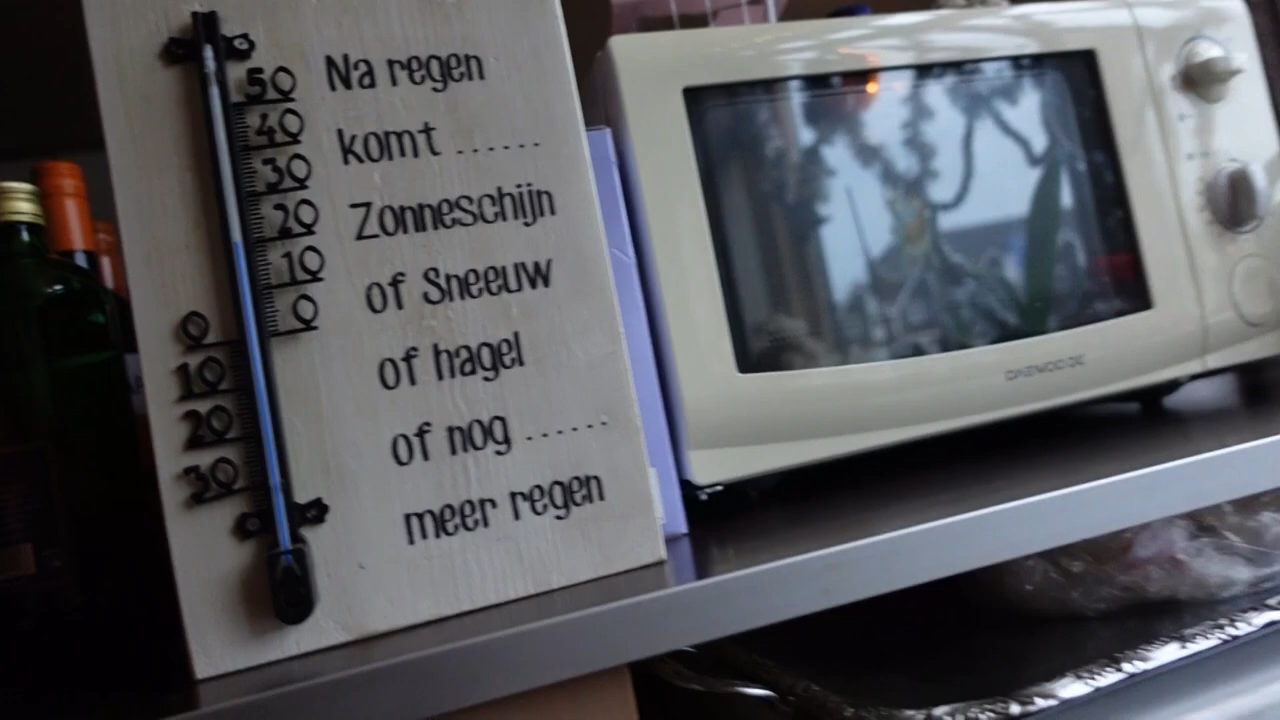 Na regen
komt ......
Zonneschijn
of Sneeuw
of hagel
of nog ......
meer regen
50
40
30
20
10
0
0
10
20
30
DAEWOO